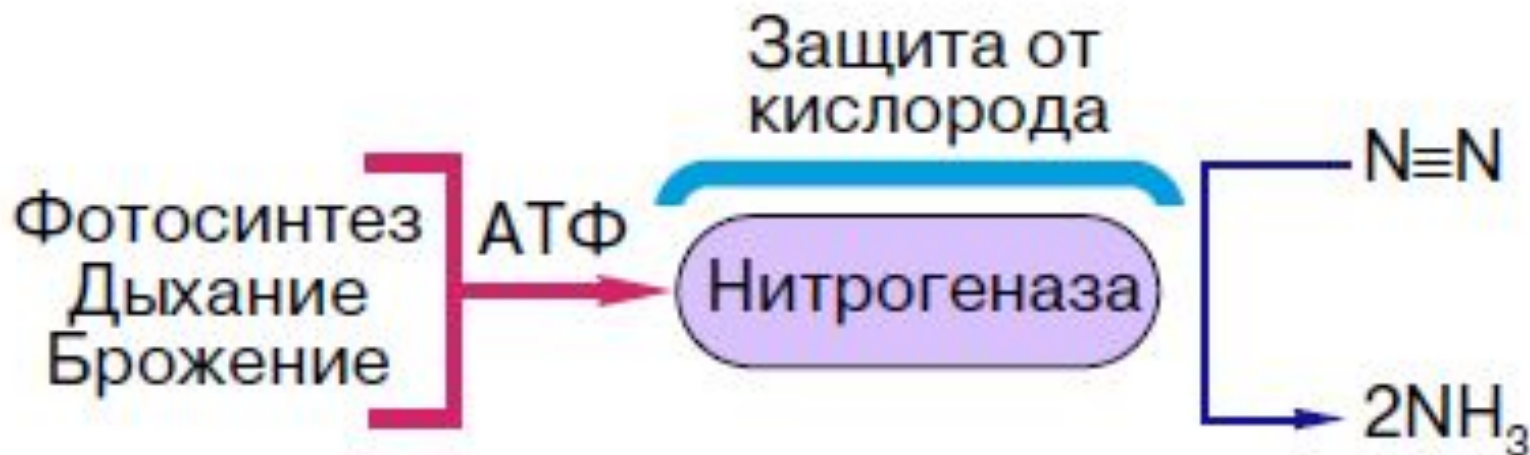 Защита от
кислорода
N≡N
Фотосинтез
Дыхание
Брожение
АТФ
Нитрогеназа
2NH₃